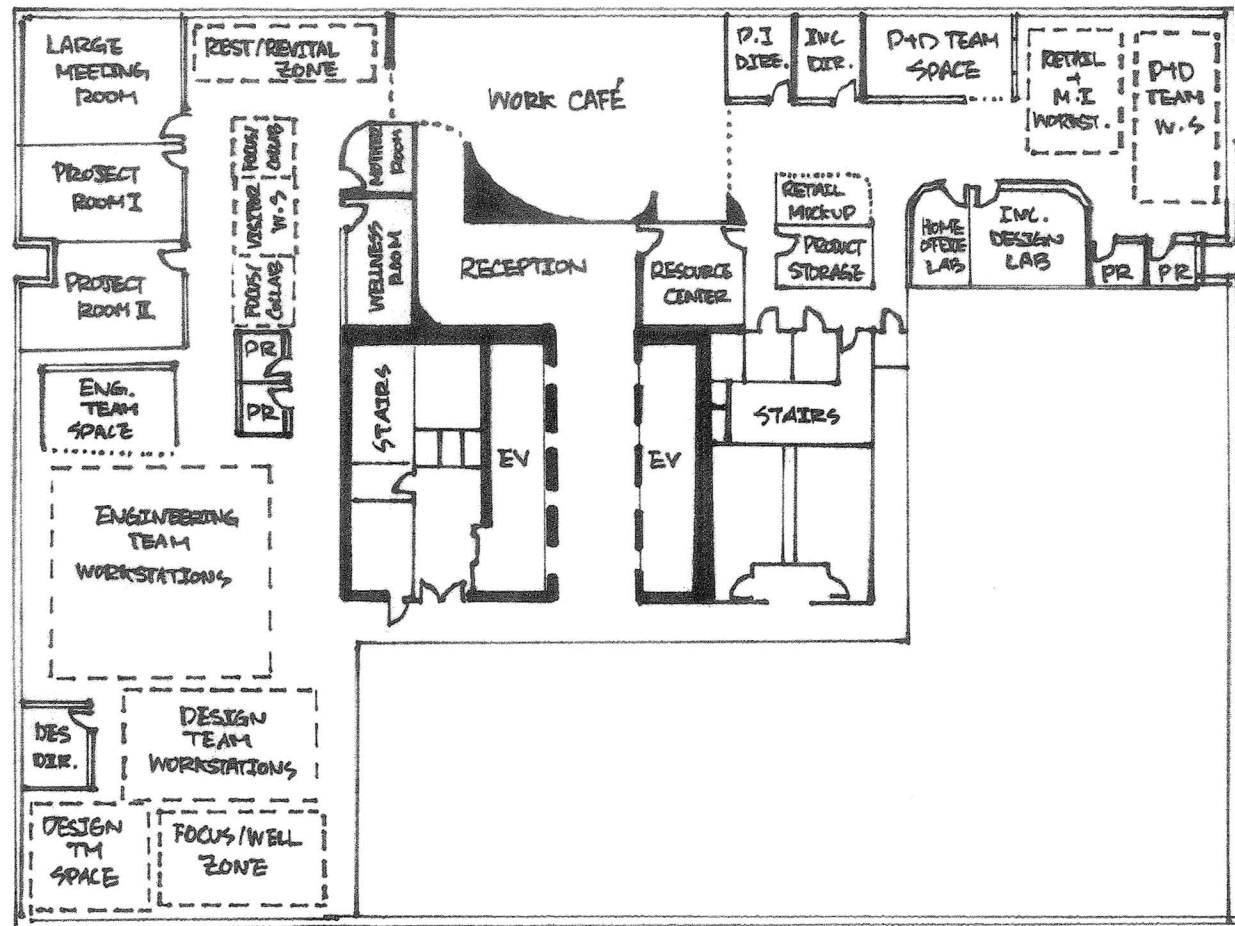 LARGE
MEETING
ROOM
REST/REVITAL
ZONE
WORK CAFÉ
P.I
DIRE.
INC
DIR.
P+D TEAM
SPACE
RETAIL
+
M.I
WORKST.
P+D
TEAM
W.S
FOCUS/
COLLAB
MOTHER
ROOM
PROJECT
ROOM I
VISITOR
W.S
RETAIL
MOCKUP
HOME
OFFICE
LAB
INC.
DESIGN
LAB
PR
PR
PRODUCT
STORAGE
WELLNESS
ROOM
RECEPTION
RESOURCE
CENTER
PROJECT
ROOM II
FOCUS/
COLLAB
PR
PR
ENG.
TEAM
SPACE
STAIRS
EV
EV
STAIRS
ENGINEERING
TEAM
WORKSTATIONS
DES
DIR.
DESIGN
TEAM
WORKSTATIONS
DESIGN
TM
SPACE
FOCUS/WELL
ZONE